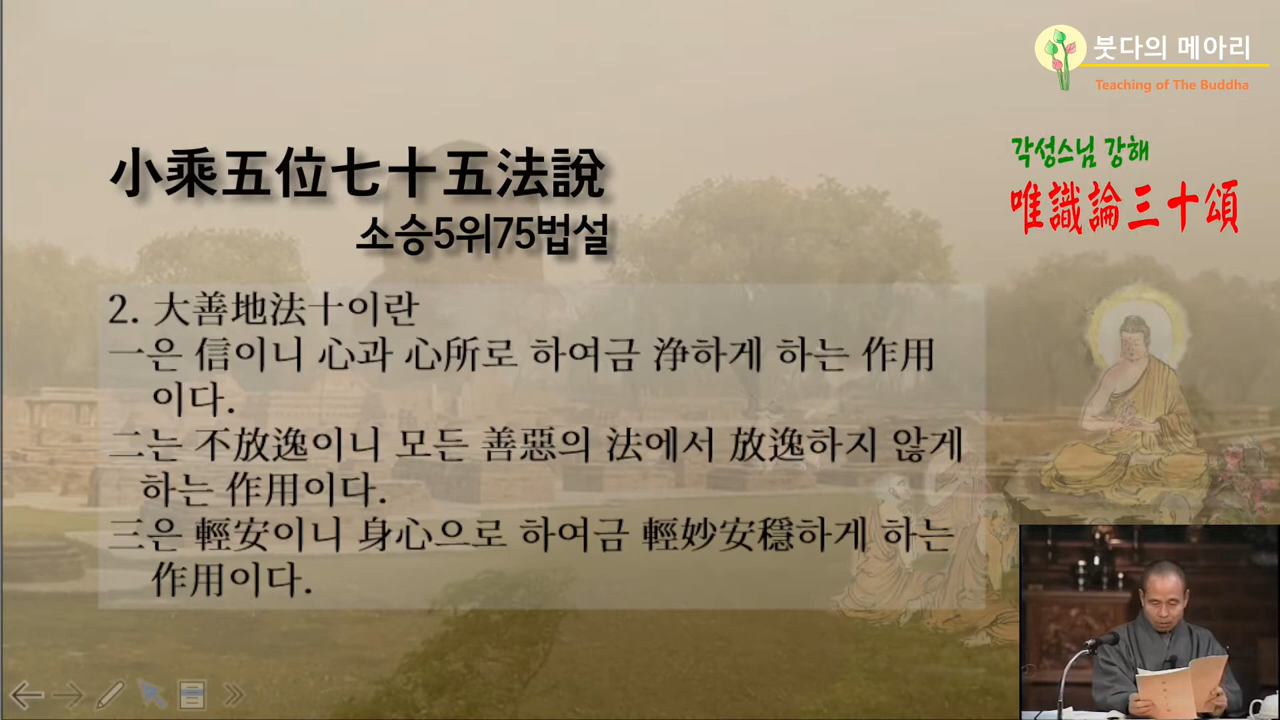 붓다의 메아리
Teaching of The Buddha
각성스님 강해
唯識論三十頌
小乘五位七十五法說
소승5위75법설
2. 大善地法十이란
一은 信이니 心과 心所로 하여금 淨하게 하는 作用
이다.
二는 不放逸이니 모든 善惡의 法에서 放逸하지 않게
하는 作用이다.
三은 輕安이니 身心으로 하여금 輕妙安穩하게 하는
作用이다.